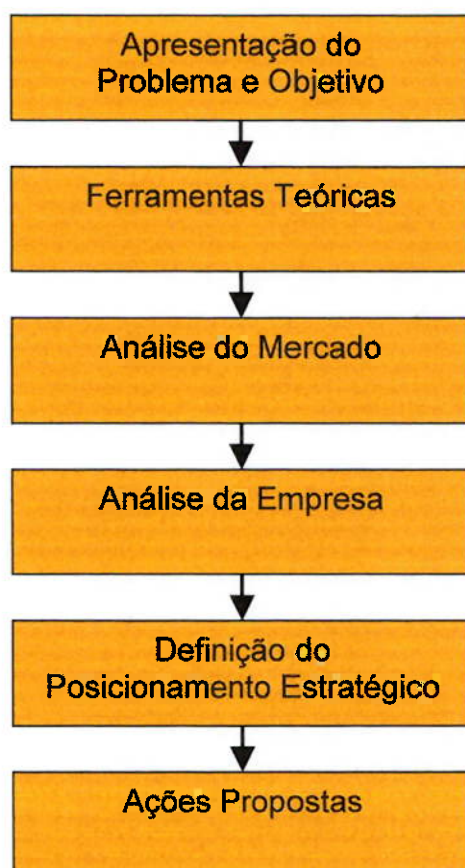 Apresentação do
Problema e Objetivo
Ferramentas Teóricas
Análise do Mercado
Análise da Empresa
Definição do
Posicionamento Estratégico
Ações Propostas